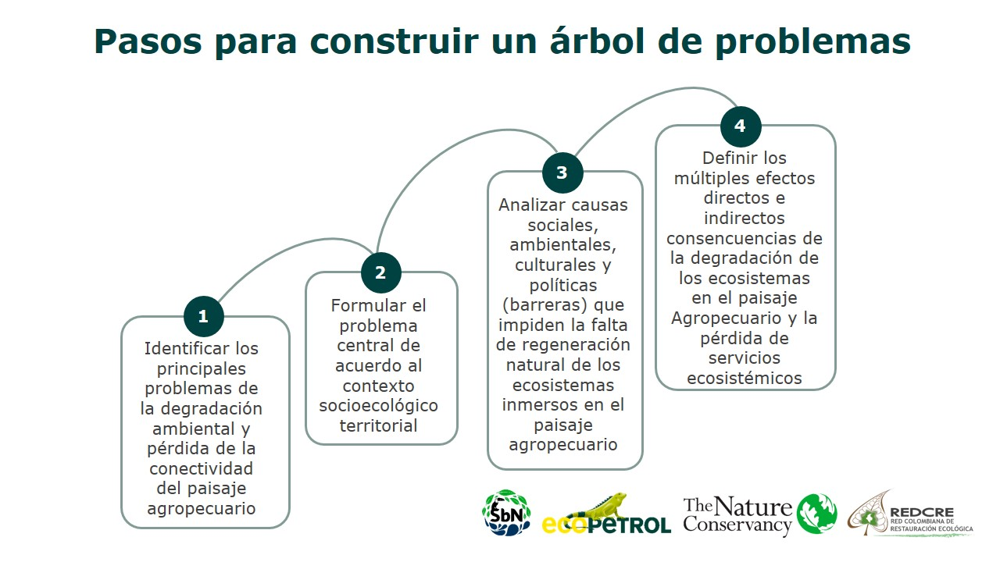 Pasos para construir un árbol de problemas
1
Identificar los
principales
problemas de
la degradación
ambiental y
pérdida de la
conectividad
del paisaje
agropecuario
2
Formular el
problema
central de
acuerdo al
contexto
socioecológico
territorial
3
Analizar causas
sociales,
ambientales,
culturales y
políticas
(barreras) que
impiden la falta
de regeneración
natural de los
ecosistemas
inmersos en el
paisaje
agropecuario
4
Definir los
múltiples efectos
directos e
indirectos
consencuencias de
la degradación de
los ecosistemas
en el paisaje
Agropecuario y la
pérdida de
servicios
ecosistémicos
SbN
ecoPETROL
The Nature
Conservancy
REDCRE
RED COLOMBIANA DE
RESTAURACIÓN ECOLÓGICA